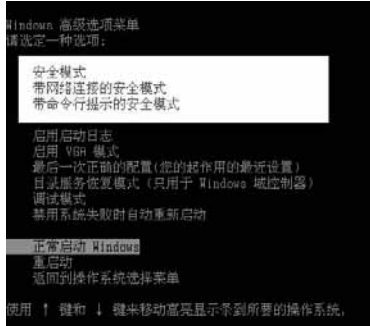 Windows 高级选项菜单
请选定一种选项:
安全模式
带网络连接的安全模式
带命令行提示的安全模式
启用启动日志
启用 VGA 模式
最后一次正确的配置(您的起作用的最近设置)
目录服务恢复模式 (只用于 Windows 域控制器)
调试模式
禁用系统失败时自动重新启动
正常启动 Windows
重启动
返回到操作系统选择菜单
使用 ↑ 键和 ↓ 键来移动高亮显示条到所要的操作系统,